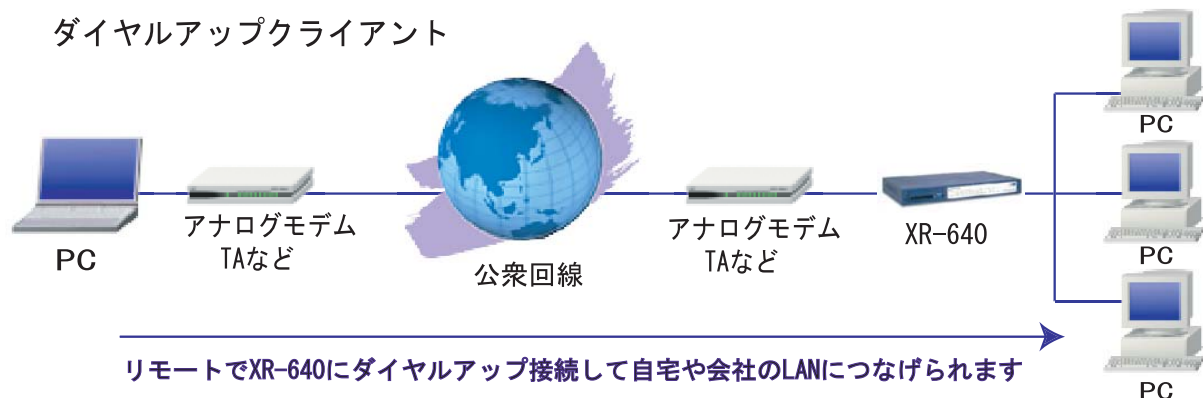 ダイヤルアップクライアント
PC
アナログモデム
TAなど
公衆回線
アナログモデム
TAなど
XR-640
PC
PC
PC
リモートでXR-640にダイヤルアップ接続して自宅や会社のLANにつなげられます